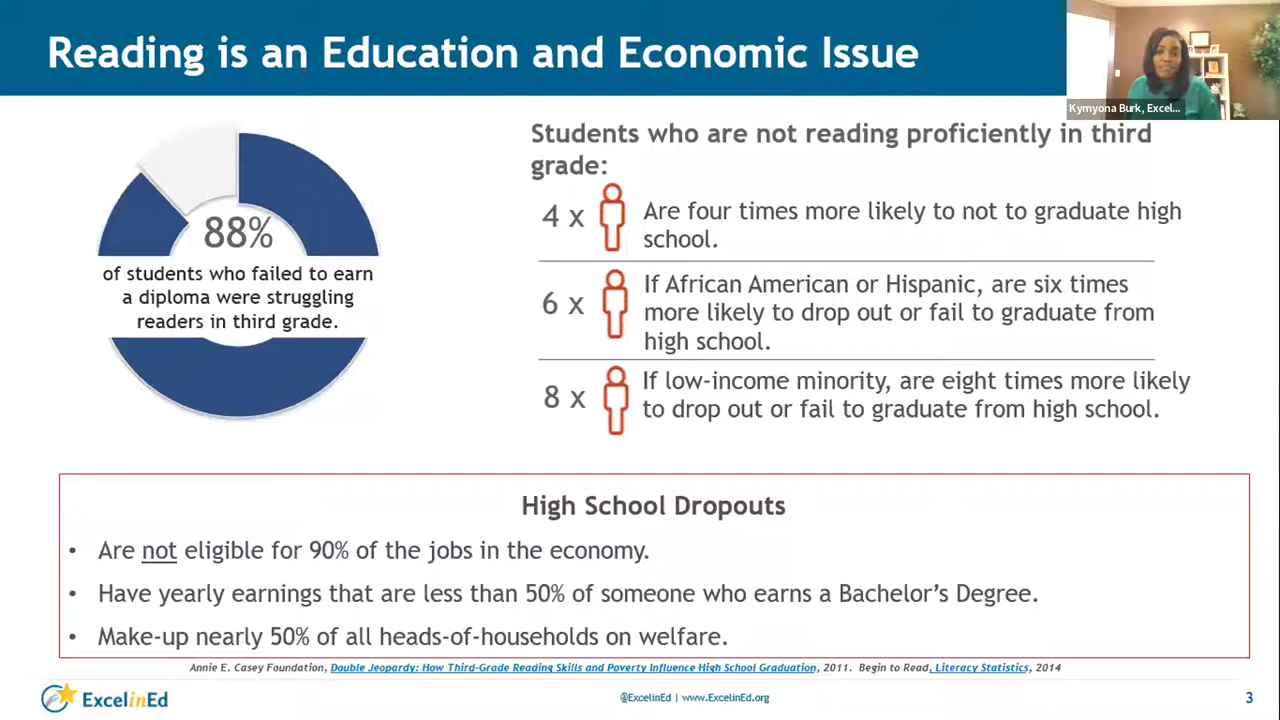 Reading is an Education and Economic Issue
Kymyona Burk, Excel...
88%
of students who failed to earn
a diploma were struggling
readers in third grade.
Students who are not reading proficiently in third
grade:
4 x
Are four times more likely to not to graduate high
school.
6 x
If African American or Hispanic, are six times
more likely to drop out or fail to graduate from
high school.
8 x
If low-income minority, are eight times more likely
to drop out or fail to graduate from high school.
High School Dropouts
• Are not eligible for 90% of the jobs in the economy.
• Have yearly earnings that are less than 50% of someone who earns a Bachelor's Degree.
• Make-up nearly 50% of all heads-of-households on welfare.
Annie E. Casey Foundation, Double Jeopardy: How Third-Grade Reading Skills and Poverty Influence High School Graduation, 2011. Begin to Read, Literacy Statistics, 2014
ExcelinEd
@ExcelinEd | www.ExcelinEd.org
3